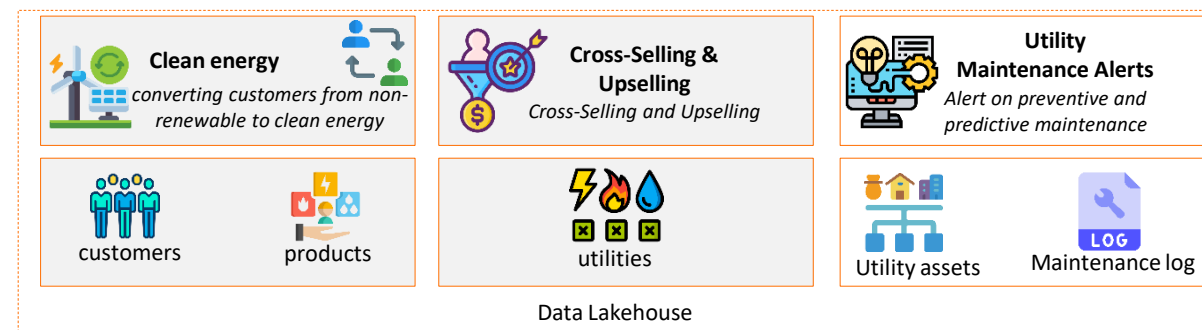 Clean energy
converting customers from non-
renewable to clean energy
Cross-Selling &
Upselling
Cross-Selling and Upselling
Utility
Maintenance Alerts
Alert on preventive and
predictive maintenance
customers
products
utilities
Utility assets
LOG
Maintenance log
Data Lakehouse